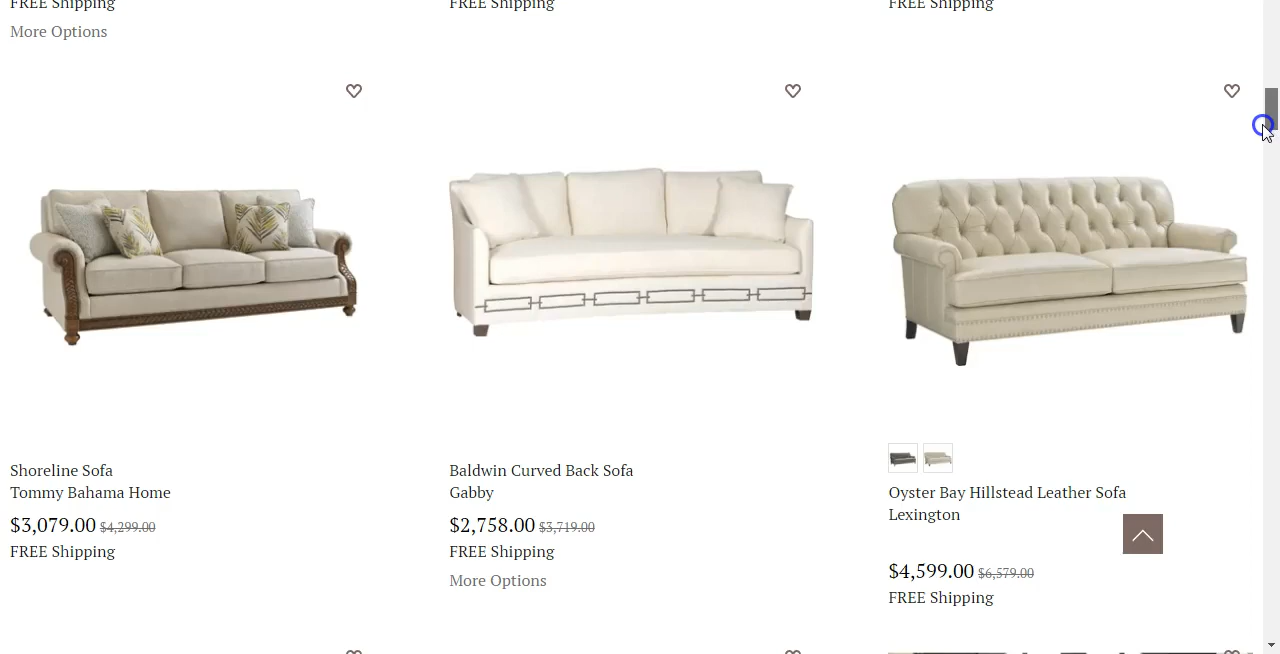 FREE Shipping
FREE Shipping
FREE Shipping
More Options
Shoreline Sofa
Tommy Bahama Home
$3,079.00 $4,299.00
FREE Shipping
Baldwin Curved Back Sofa
Gabby
$2,758.00 $3,719.00
FREE Shipping
More Options
Oyster Bay Hillstead Leather Sofa
Lexington
$4,599.00 $6,579.00
FREE Shipping